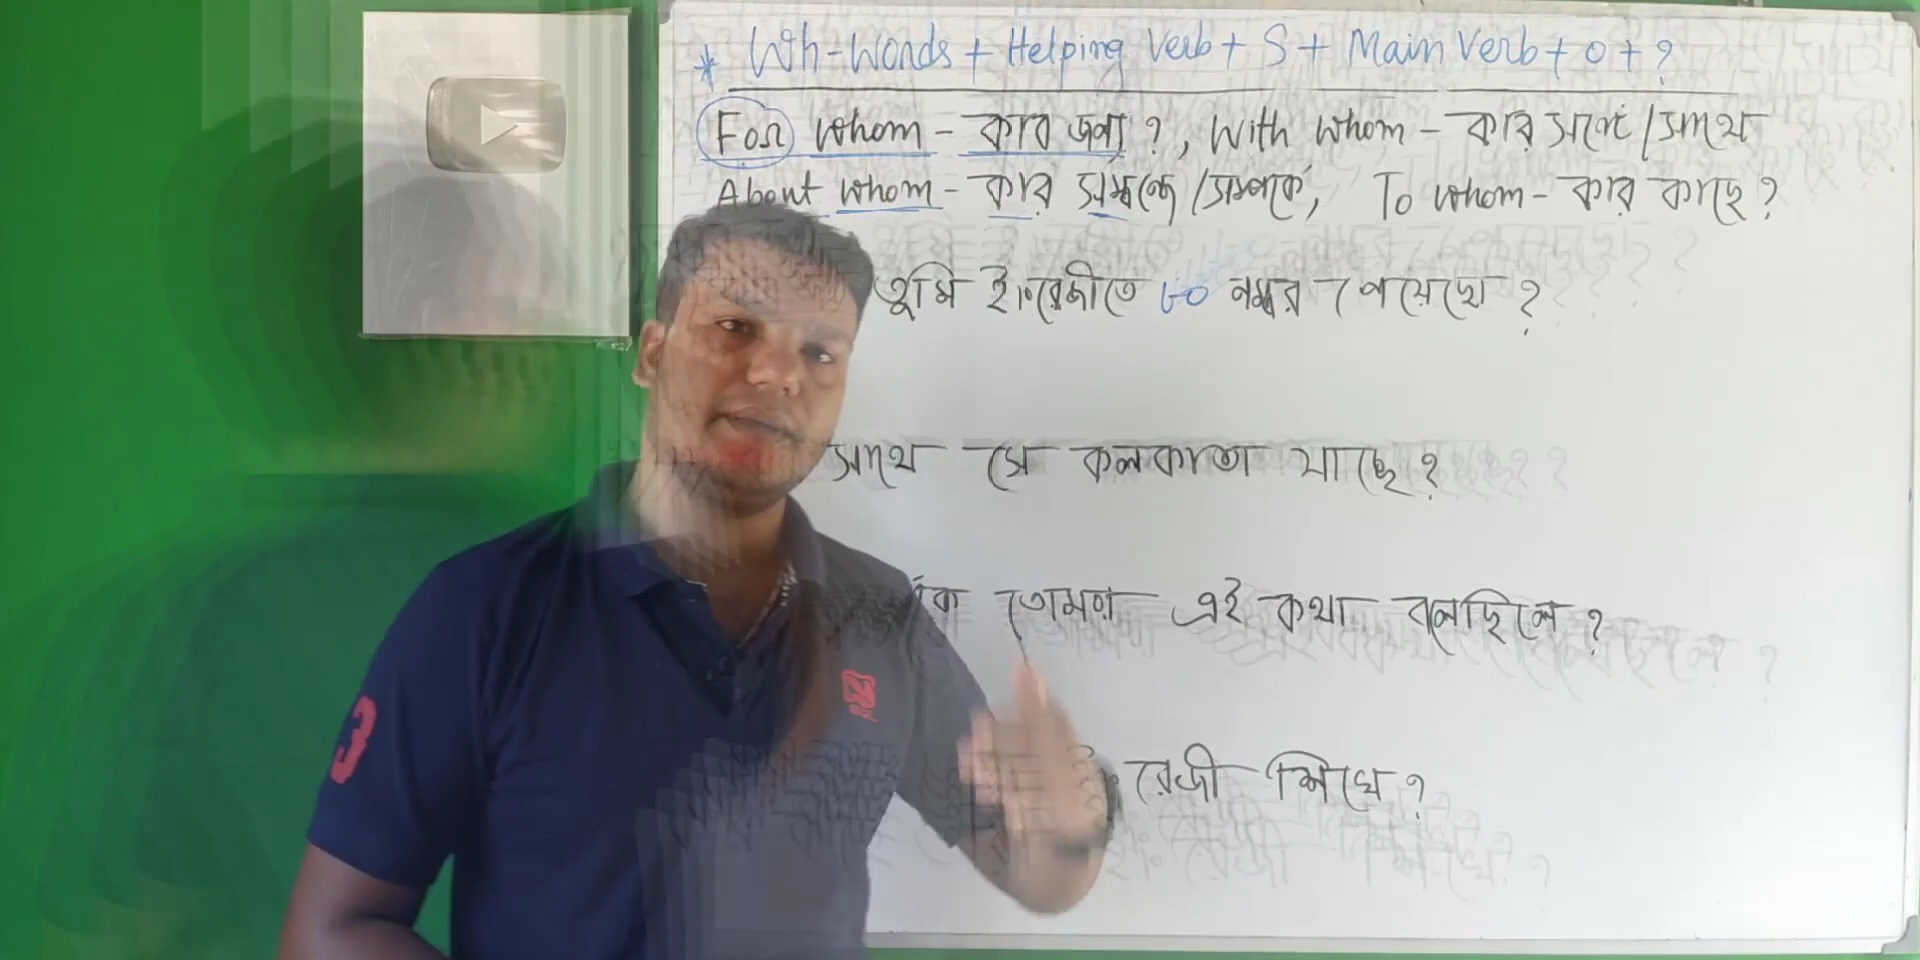 * Wh-Words + Helping Verb + S + Main Verb + O + ?
For whom - কার জন্য ?, With whom - কার সঙ্গে / সাথে
About whom - কার সম্বন্ধে / সম্পর্কে, To whom - কার কাছে ?
তুমি ইংরেজীতে ৮০ নম্বর পেয়েছো ?
সাথে সে কলকাতা যাচ্ছে ?
তোমরা এই কথা বলেছিলে ?
রেজী শিখে ?
3